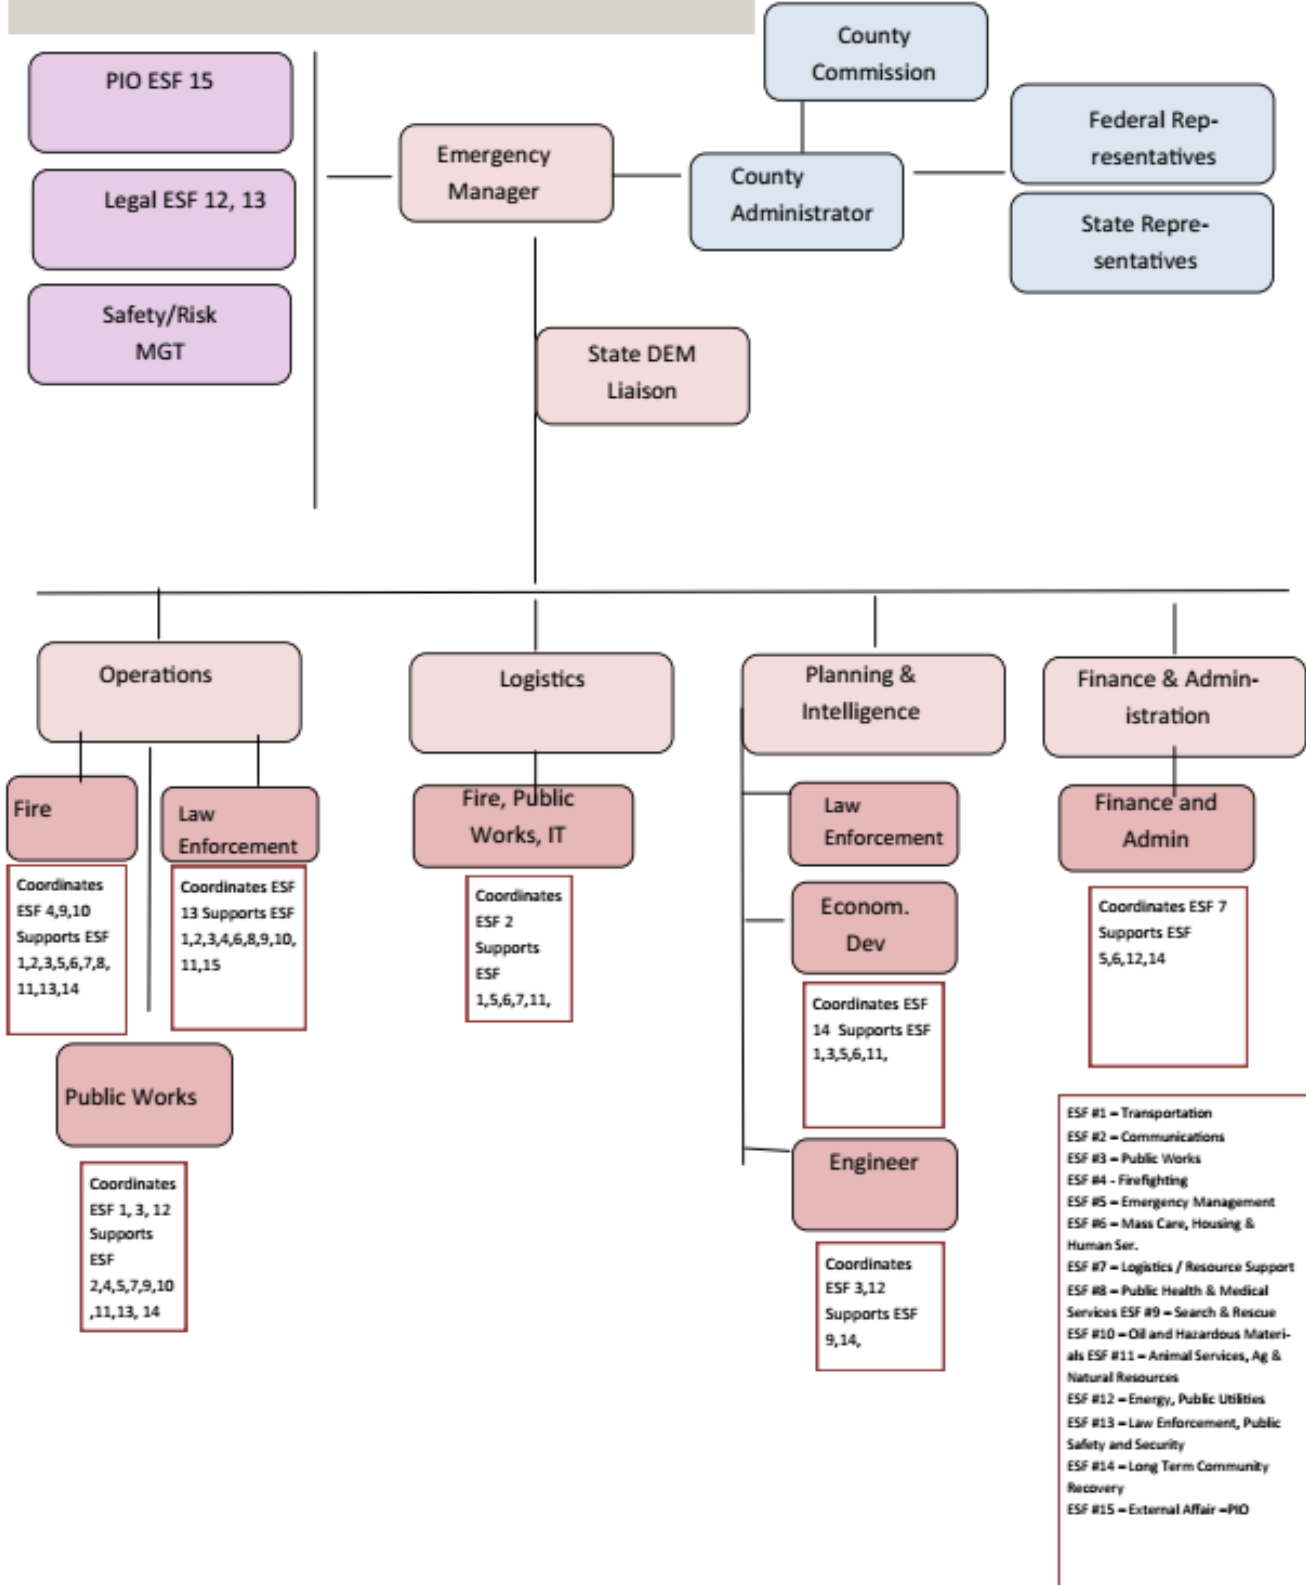 County
Commission
PIO ESF 15
Federal Rep-
resentatives
Emergency
Manager
County
Administrator
Legal ESF 12, 13
State Repre-
sentatives
Safety/Risk
MGT
State DEM
Liaison
Operations
Logistics
Planning &
Intelligence
Finance & Admin-
istration
Fire
Law
Enforcement
Fire, Public
Works, IT
Law
Enforcement
Finance and
Admin
Coordinates
ESF 4,9,10
Supports ESF
1,2,3,5,6,7,8,
11,13,14
Coordinates ESF
13 Supports ESF
1,2,3,4,6,8,9,10,
11,15
Coordinates
ESF 2
Supports
ESF
1,5,6,7,11,
Econom.
Dev
Coordinates ESF 7
Supports ESF
5,6,12,14
Coordinates ESF
14 Supports ESF
1,3,5,6,11,
Public Works
Engineer
Coordinates
ESF 1, 3, 12
Supports
ESF
2,4,5,7,9,10
,11,13, 14
Coordinates
ESF 3,12
Supports ESF
9,14,
ESF #1 – Transportation
ESF #2 – Communications
ESF #3 – Public Works
ESF #4 - Firefighting
ESF #5 – Emergency Management
ESF #6 – Mass Care, Housing &
Human Ser.
ESF #7 – Logistics / Resource Support
ESF #8 – Public Health & Medical
Services ESF #9 – Search & Rescue
ESF #10 – Oil and Hazardous Materi-
als ESF #11 – Animal Services, Ag &
Natural Resources
ESF #12 – Energy, Public Utilities
ESF #13 – Law Enforcement, Public
Safety and Security
ESF #14 – Long Term Community
Recovery
ESF #15 – External Affair –PIO